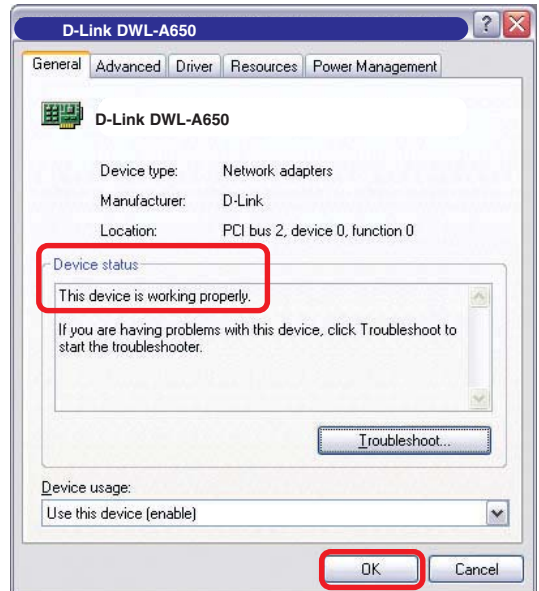 D-Link DWL-A650
General Advanced Driver Resources Power Management
D-Link DWL-A650
Device type: Network adapters
Manufacturer: D-Link
Location: PCI bus 2, device 0, function 0
Device status
This device is working properly.
If you are having problems with this device, click Troubleshoot to
start the troubleshooter.
Troubleshoot...
Device usage:
Use this device (enable)
OK Cancel